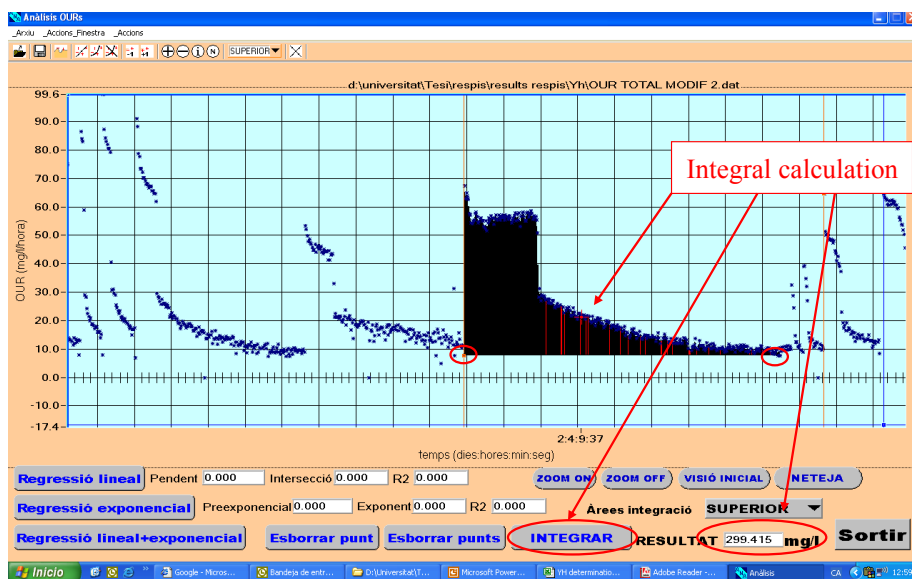 Anàlisis OURs
_Arxiu _Accions_Finestra _Accions
SUPERIOR
d:\universitat\Tesi\respis\results respis\Yh\OUR TOTAL MODIF 2.dat
99.6
90.0
80.0
70.0
60.0
50.0
40.0
30.0
20.0
10.0
0.0
-10.0
-17.4
OUR (mgl/hora)
Integral calculation
2:4:9:37
temps (dies:hores:min:seg)
Regressió lineal Pendent 0.000 Intersecció 0.000 R2 0.000 ZOOM ON ZOOM OFF VISIÓ INICIAL NETEJA
Regressió exponencial Preexponencial 0.000 Exponent 0.000 R2 0.000 Àrees integració SUPERIOR
Regressió lineal+exponencial Esborrar punt Esborrar punts INTEGRAR RESULTAT 299.415 mg/l Sortir
Inicio Google - Micros... Bandeja de entr... D:\Universitat\T... Microsoft Power... YH determinatio... Adobe Reader -... Anàlisis CA 12:59